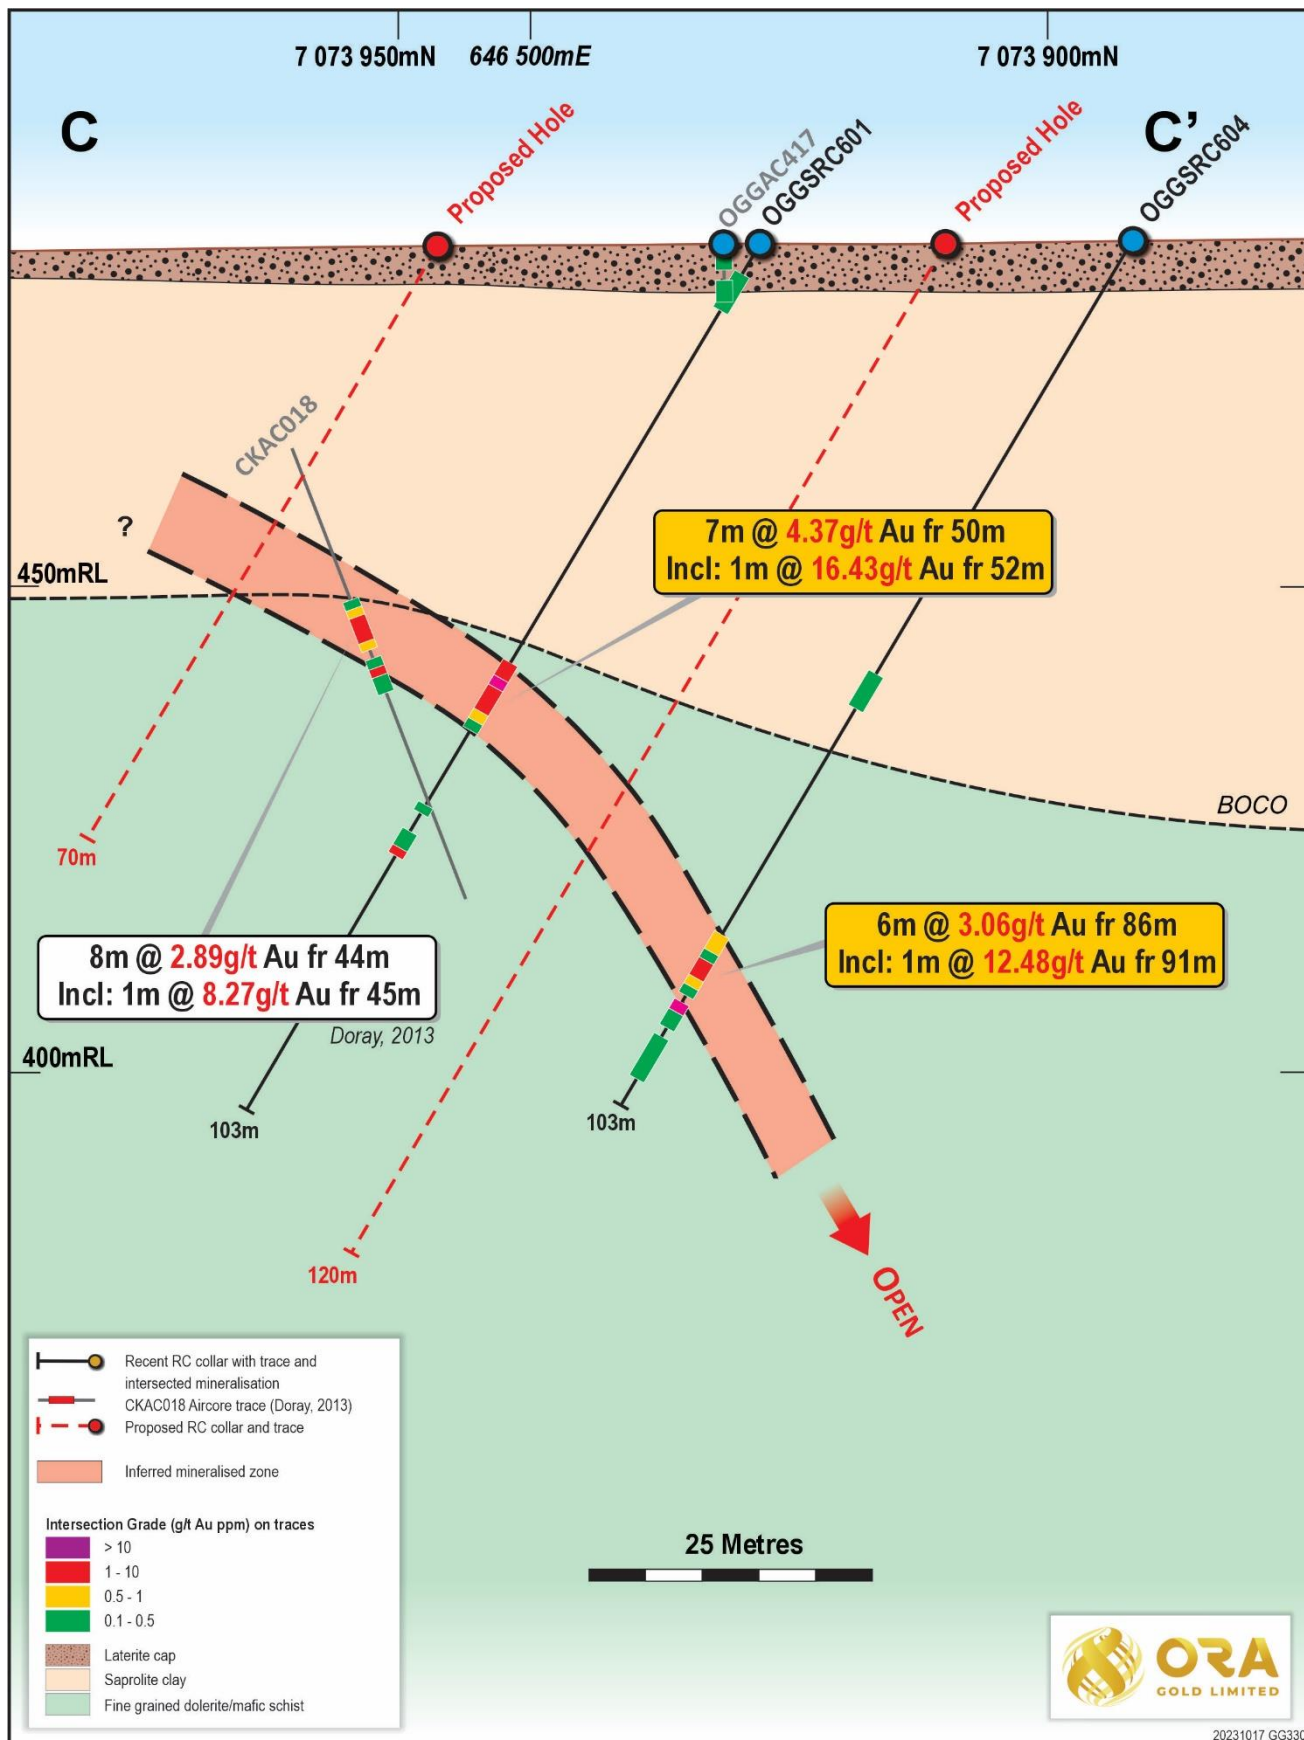 7 073 950mN
646 500mE
7 073 900mN
C
C’
Proposed Hole
OGGAC417
OGGSRC601
Proposed Hole
OGGSRC604
CKAC018
?
450mRL
7m @ 4.37g/t Au fr 50m
Incl: 1m @ 16.43g/t Au fr 52m
BOCO
70m
8m @ 2.89g/t Au fr 44m
Incl: 1m @ 8.27g/t Au fr 45m
Doray, 2013
6m @ 3.06g/t Au fr 86m
Incl: 1m @ 12.48g/t Au fr 91m
400mRL
103m
103m
120m
OPEN
Recent RC collar with trace and
intersected mineralisation
CKAC018 Aircore trace (Doray, 2013)
Proposed RC collar and trace
Inferred mineralised zone
Intersection Grade (g/t Au ppm) on traces
> 10
1 - 10
0.5 - 1
0.1 - 0.5
Laterite cap
Saprolite clay
Fine grained dolerite/mafic schist
25 Metres
ORA
GOLD LIMITED
20231017 GG330